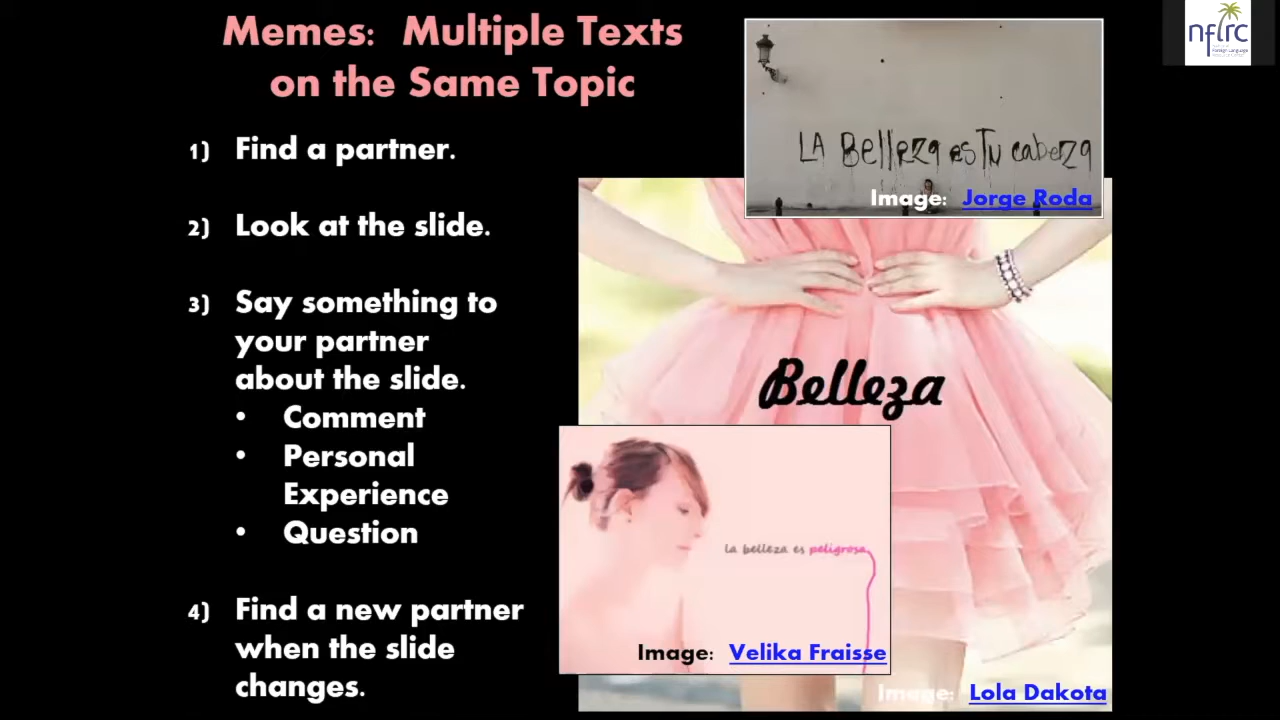 Memes: Multiple Texts
on the Same Topic
1) Find a partner.
2) Look at the slide.
3) Say something to
your partner
about the slide.
• Comment
• Personal
Experience
• Question
4) Find a new partner
when the slide
changes.
LA Belleza es Tu cabeza
Image: Jorge Roda
Belleza
la belleza es peligrosa
Image: Velika Fraisse
Image: Lola Dakota
nflrc